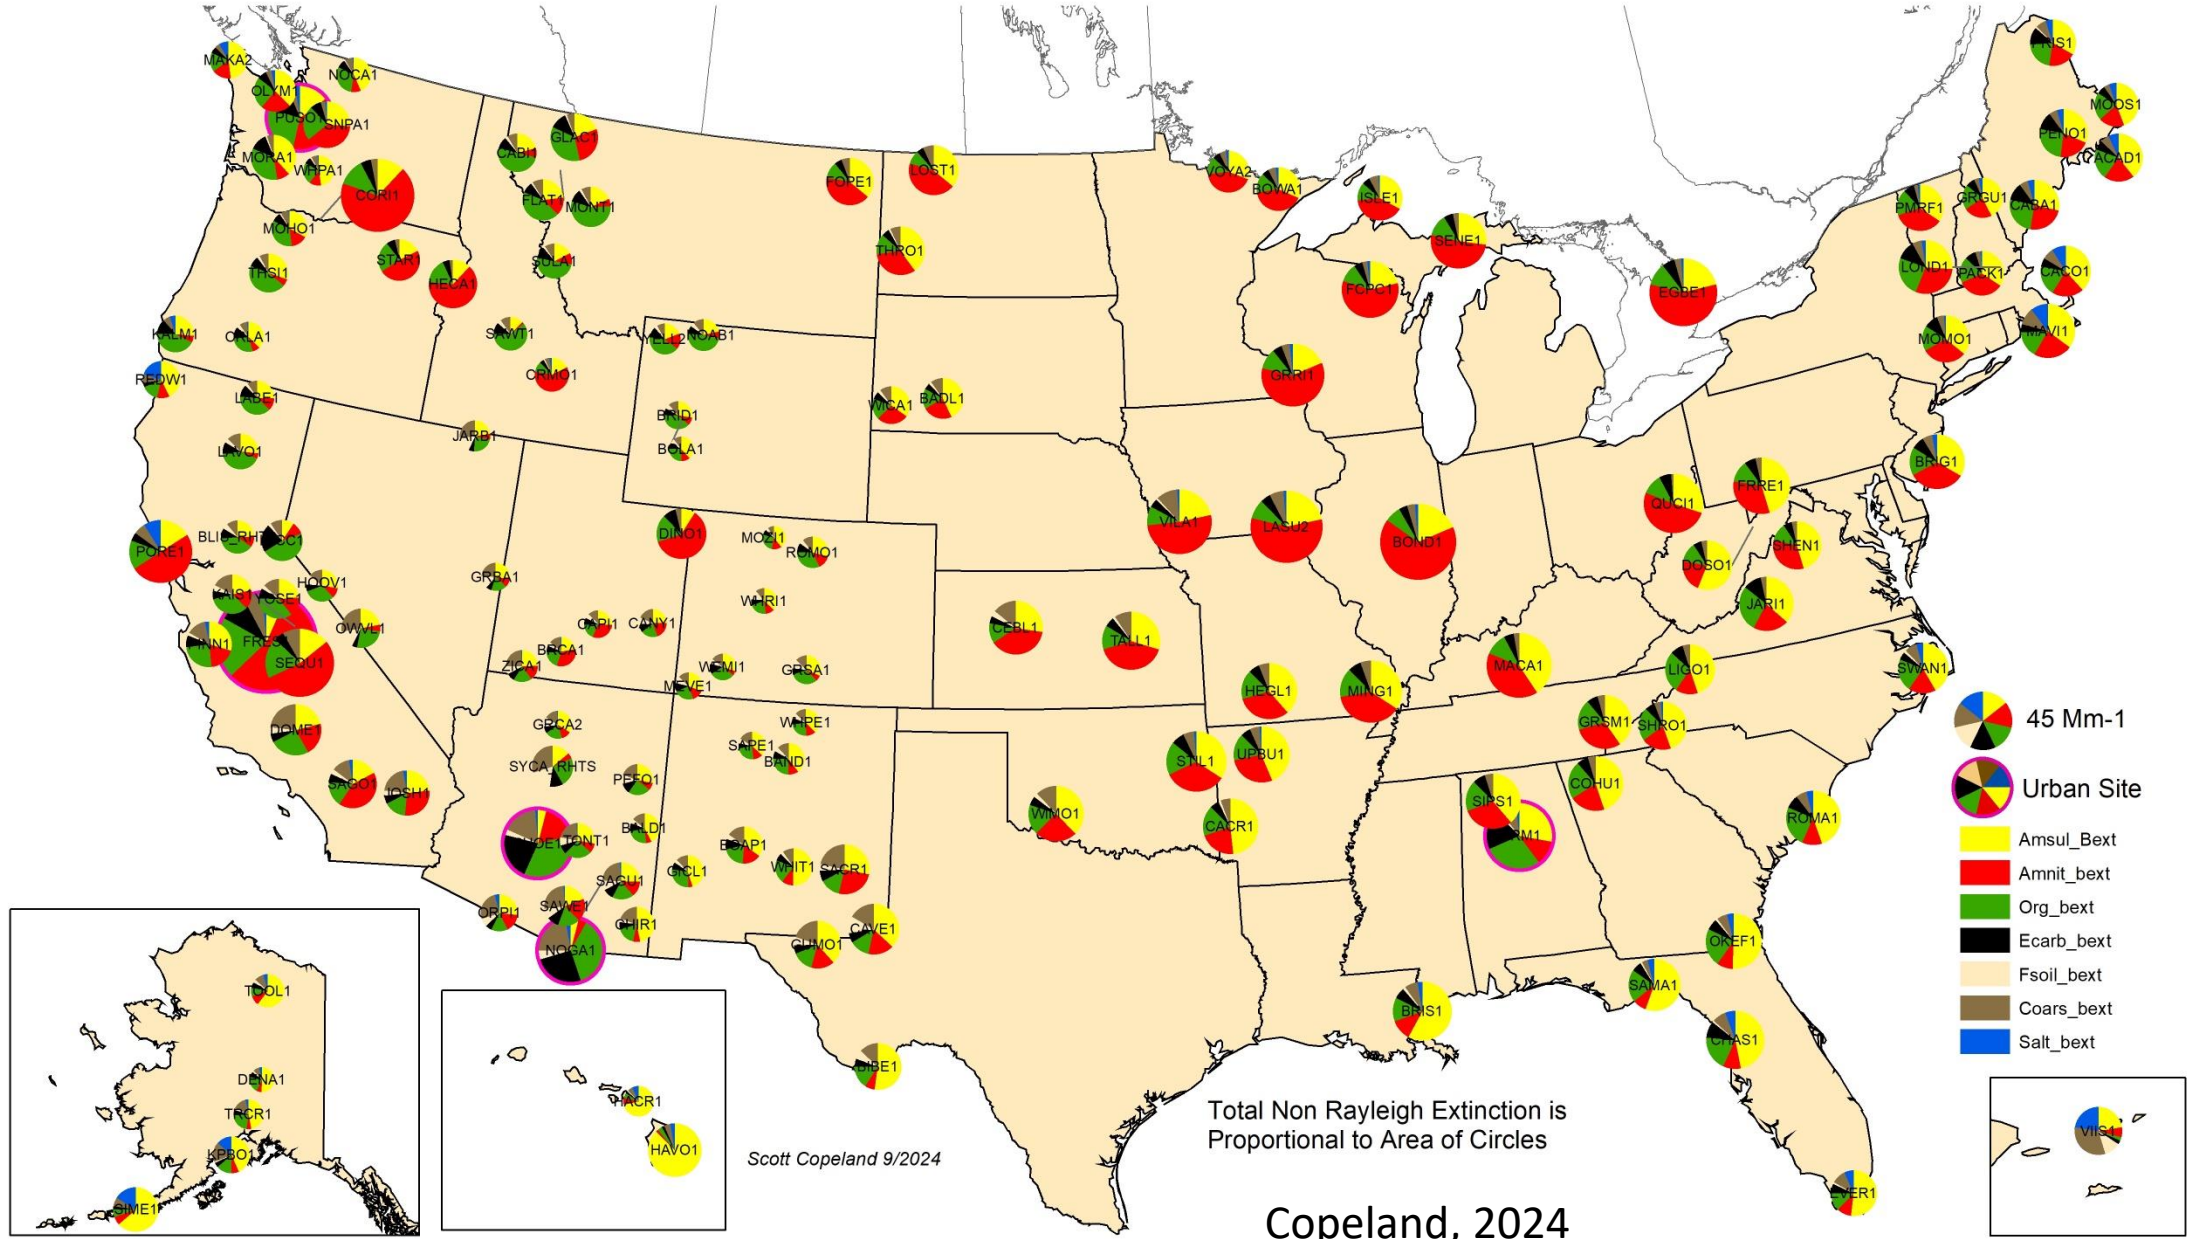 MAKA2
NOCA1
OLYM1
PUSO1
SNPA1
MORA1
WHPA1
CORI1
MOHO1
THSI1
STAR1
HECA1
KALM1
CRLA1
REDW1
LABE1
LAVO1
JARB1
CABI1
GLAC1
FLAT1
MONT1
SULA1
SAWT1
CRMO1
YELL2
NOAB1
BRID1
BOLA1
FOPE1
LOST1
THRO1
WICA1
BADL1
VOYA2
BOWA1
ISLE1
SENE1
FCPC1
GRRI1
EGBE1
FRIS1
MOOS1
PENO1
ACAD1
PMRF1
GRGU1
CABA1
LOND1
PACK1
CACO1
MOMO1
MAVI1
BRIG1
PORE1
HOOV1
KAIS1
YOSE1
PINN1
SEQU1
OWVL1
DOME1
SAGO1
JOSH1
GRBA1
DINO1
MOZI1
ROMO1
WHRI1
CAPI1
CANY1
BRCA1
ZICA1
WEMI1
MEVE1
GRSA1
GRCA2
SYCA_RHTS
PEFO1
WHPE1
SAPE1
BAND1
BALD1
TONT1
BOAP1
GICL1
WHIT1
SACR1
SAGU1
SAWE1
ORPI1
CHIR1
NOGA1
GUMO1
CAVE1
BIBE1
VILA1
LASU2
BOND1
CEBL1
TALL1
HEGL1
MING1
STIL1
UPBU1
WIMO1
CACR1
QUCI1
FRRE1
DOSO1
SHEN1
JARI1
MACA1
LIGO1
SWAN1
GRSM1
SHRO1
SIPS1
COHU1
ROMA1
OKEF1
SAMA1
BRIS1
CHAS1
EVER1
TOOL1
DENA1
TRCR1
KPBO1
SIME1
HACR1
HAVO1
VIIS1
45 Mm-1
Urban Site
Amsul_Bext
Amnit_bext
Org_bext
Ecarb_bext
Fsoil_bext
Coars_bext
Salt_bext
Total Non Rayleigh Extinction is
Proportional to Area of Circles
Scott Copeland 9/2024
Copeland, 2024